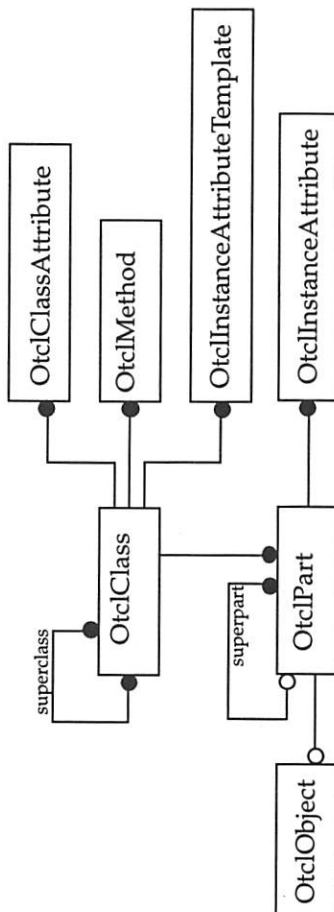 OtclClassAttribute
OtclMethod
OtclInstanceAttributeTemplate
OtclInstanceAttribute
superclass
OtclClass
superpart
OtclPart
OtclObject